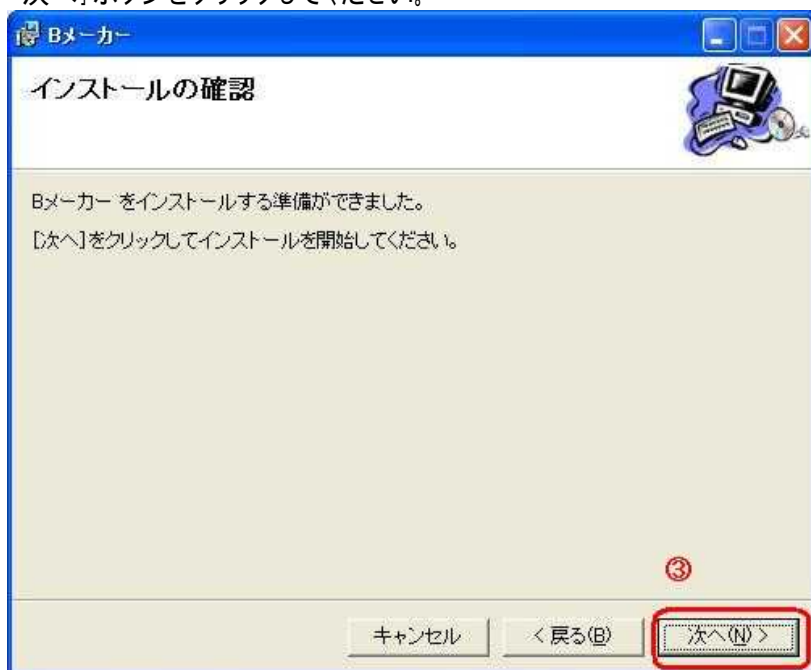 次へ]ボタンをクリックしてください。
Bメーカー
インストールの確認
Bメーカー をインストールする準備ができました。
[次へ]をクリックしてインストールを開始してください。
③
キャンセル
< 戻る(B)
次へ(N) >